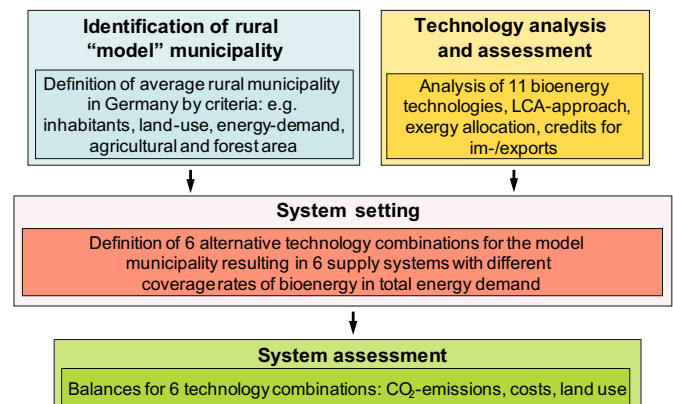 Identification of rural
“model” municipality
Definition of average rural municipality
in Germany by criteria: e.g.
inhabitants, land-use, energy-demand,
agricultural and forest area
Technology analysis
and assessment
Analysis of 11 bioenergy
technologies, LCA-approach,
exergy allocation, credits for
im-/exports
System setting
Definition of 6 alternative technology combinations for the model
municipality resulting in 6 supply systems with different
coverage rates of bioenergy in total energy demand
System assessment
Balances for 6 technology combinations: CO₂-emissions, costs, land use